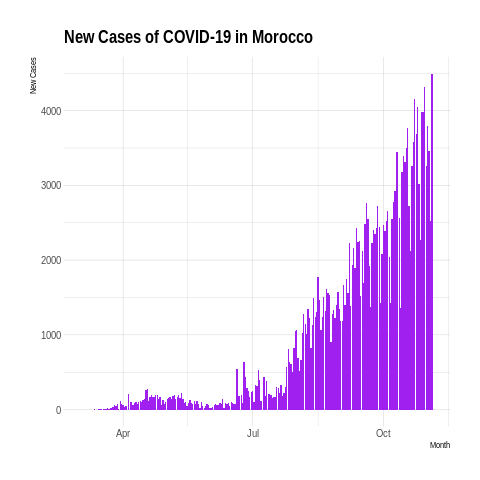 New Cases of COVID-19 in Morocco
New Cases
4000
3000
2000
1000
0
Apr
Jul
Oct
Month